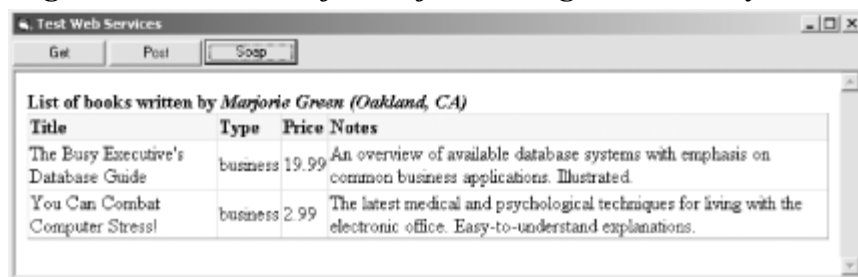 Test Web Services
Get Post Soap
List of books written by Marjorie Green (Oakland, CA)
Title Type Price Notes
The Busy Executive's
Database Guide
business 19.99
An overview of available database systems with emphasis on
common business applications. Illustrated.
You Can Combat
Computer Stress!
business 2.99
The latest medical and psychological techniques for living with the
electronic office. Easy-to-understand explanations.